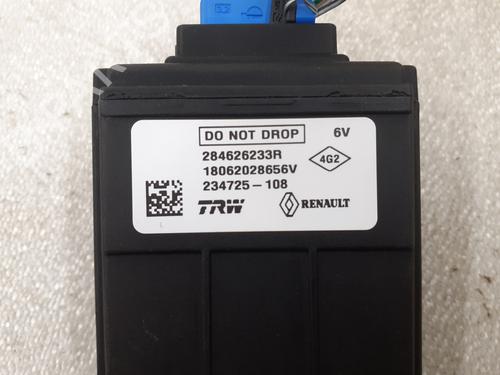 DO NOT DROP 6V
284626233R
18062028656V 4G2
234725-108
TRW RENAULT